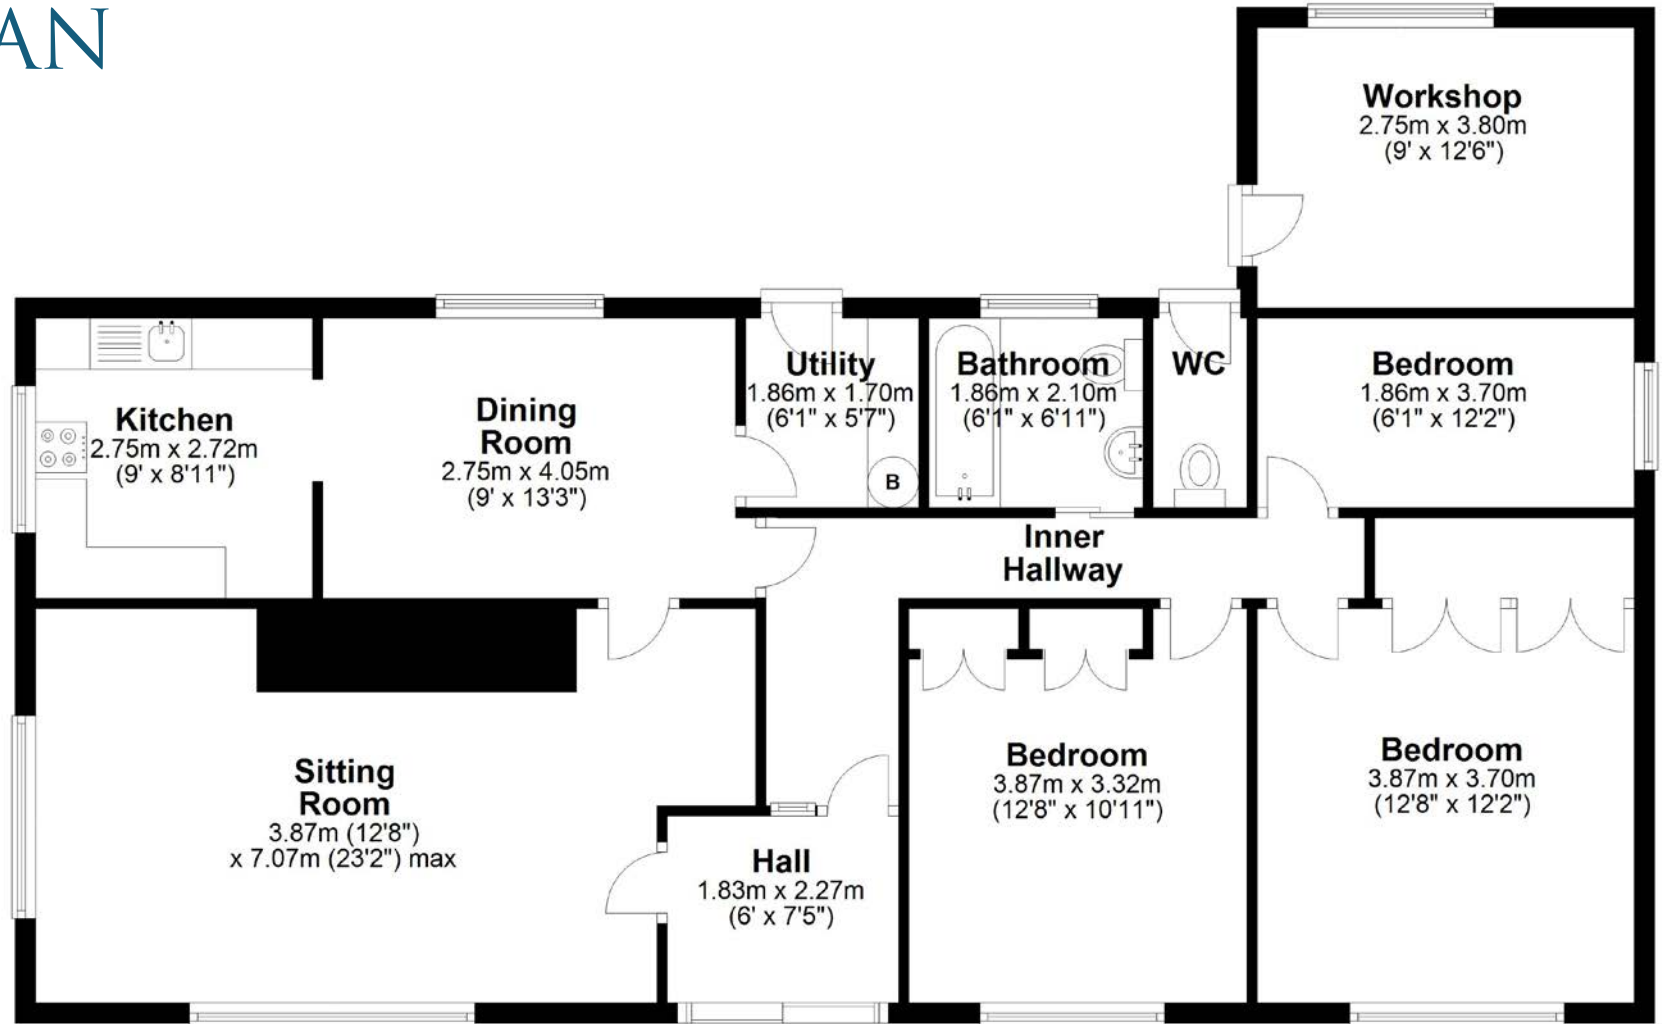 AN
Workshop
2.75m x 3.80m
(9' x 12'6")
Kitchen
2.75m x 2.72m
(9' x 8'11")
Dining
Room
2.75m x 4.05m
(9' x 13'3")
Utility
1.86m x 1.70m
(6'1" x 5'7")
B
Bathroom
1.86m x 2.10m
(6'1" x 6'11")
WC
Bedroom
1.86m x 3.70m
(6'1" x 12'2")
Inner
Hallway
Sitting
Room
3.87m (12'8")
x 7.07m (23'2") max
Hall
1.83m x 2.27m
(6' x 7'5")
Bedroom
3.87m x 3.32m
(12'8" x 10'11")
Bedroom
3.87m x 3.70m
(12'8" x 12'2")